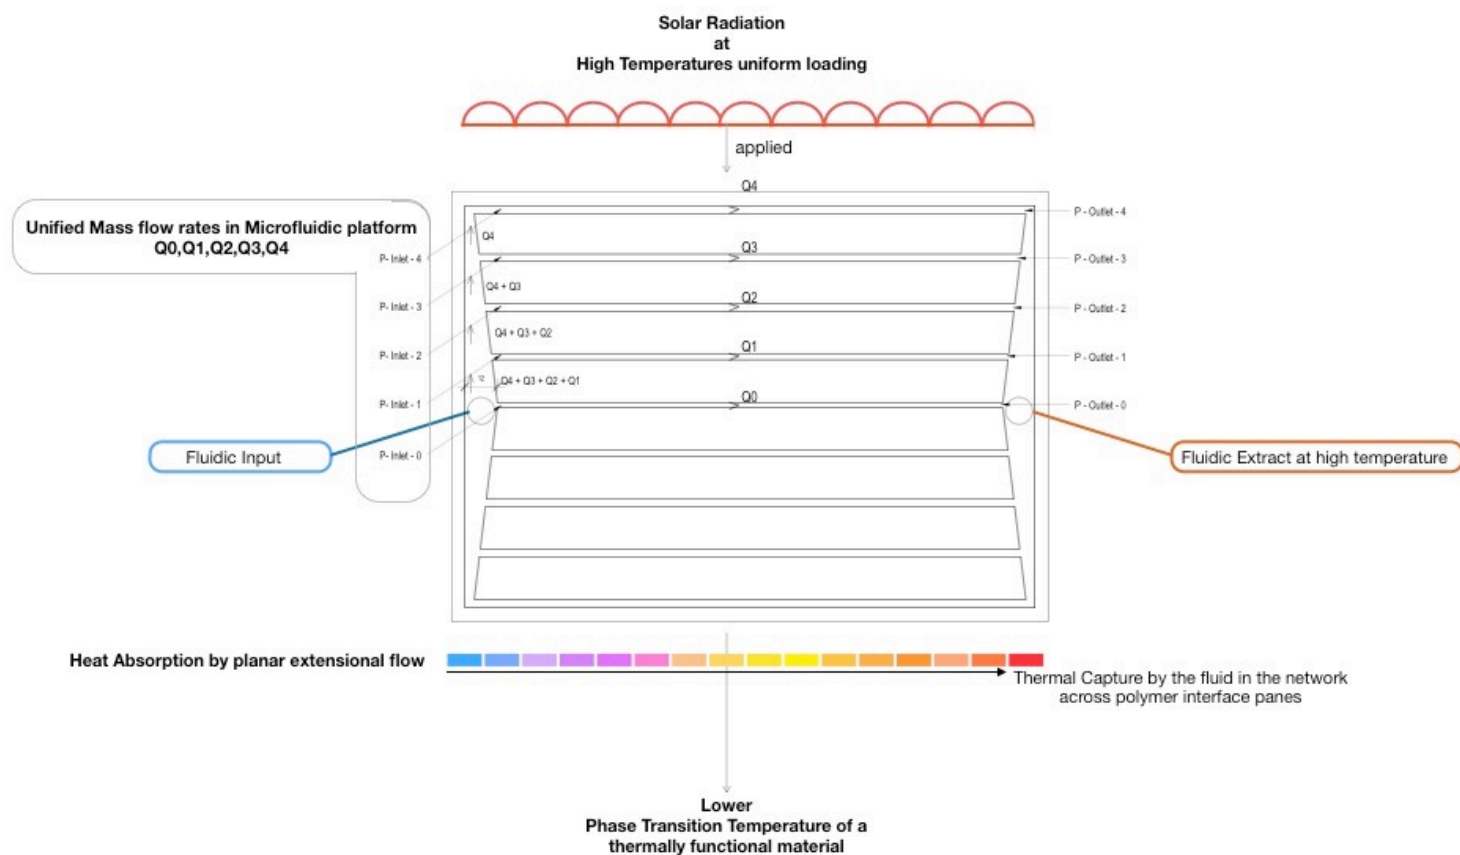 Solar Radiation
at
High Temperatures uniform loading
applied
Q4
Unified Mass flow rates in Microfluidic platform
Q0,Q1,Q2,Q3,Q4
P- Inlet - 4
P- Inlet - 3
P- Inlet - 2
P- Inlet - 1
P- Inlet - 0
Q4
Q3
Q4 + Q3
Q2
Q4 + Q3 + Q2
Q1
12
Q4 + Q3 + Q2 + Q1
Q0
P - Outlet - 4
P - Outlet - 3
P - Outlet - 2
P - Outlet - 1
P - Outlet - 0
Fluidic Input
Fluidic Extract at high temperature
Heat Absorption by planar extensional flow
Thermal Capture by the fluid in the network
across polymer interface panes
Lower
Phase Transition Temperature of a
thermally functional material